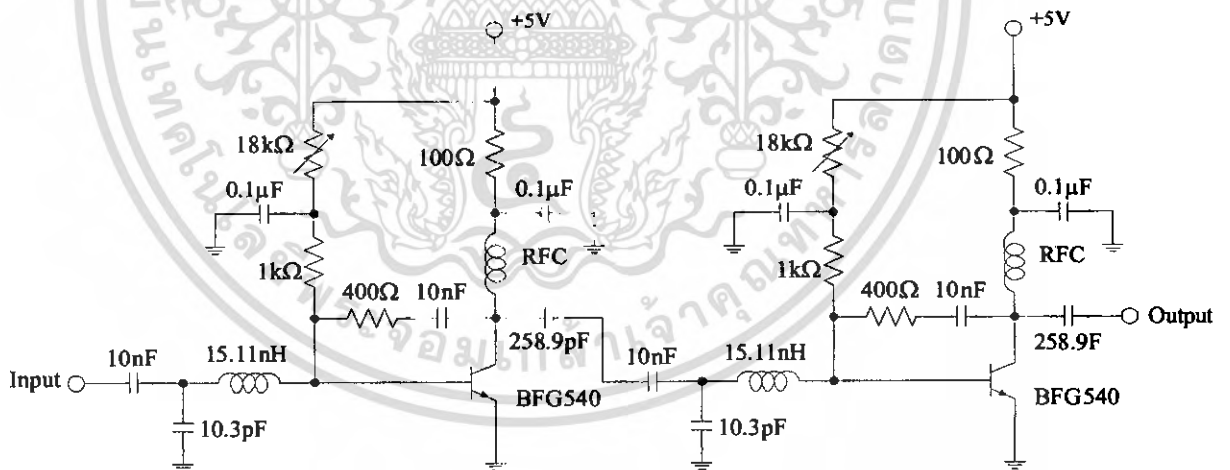 +5V
+5V
18kΩ
100Ω
0.1μF
0.1μF
RFC
1kΩ
400Ω
10nF
258.9pF
15.11nH
10nF
Input
10.3pF
BFG540
18kΩ
100Ω
0.1μF
0.1μF
RFC
1kΩ
400Ω
10nF
Output
258.9F
10nF
15.11nH
10.3pF
BFG540